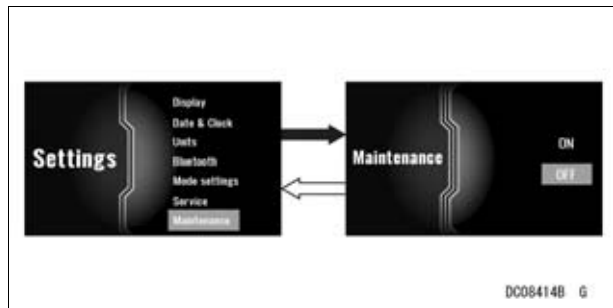 Settings
Display
Date & Clock
Units
Bluetooth
Mode settings
Service
Maintenance
Maintenance
ON
OFF
DC08414B G